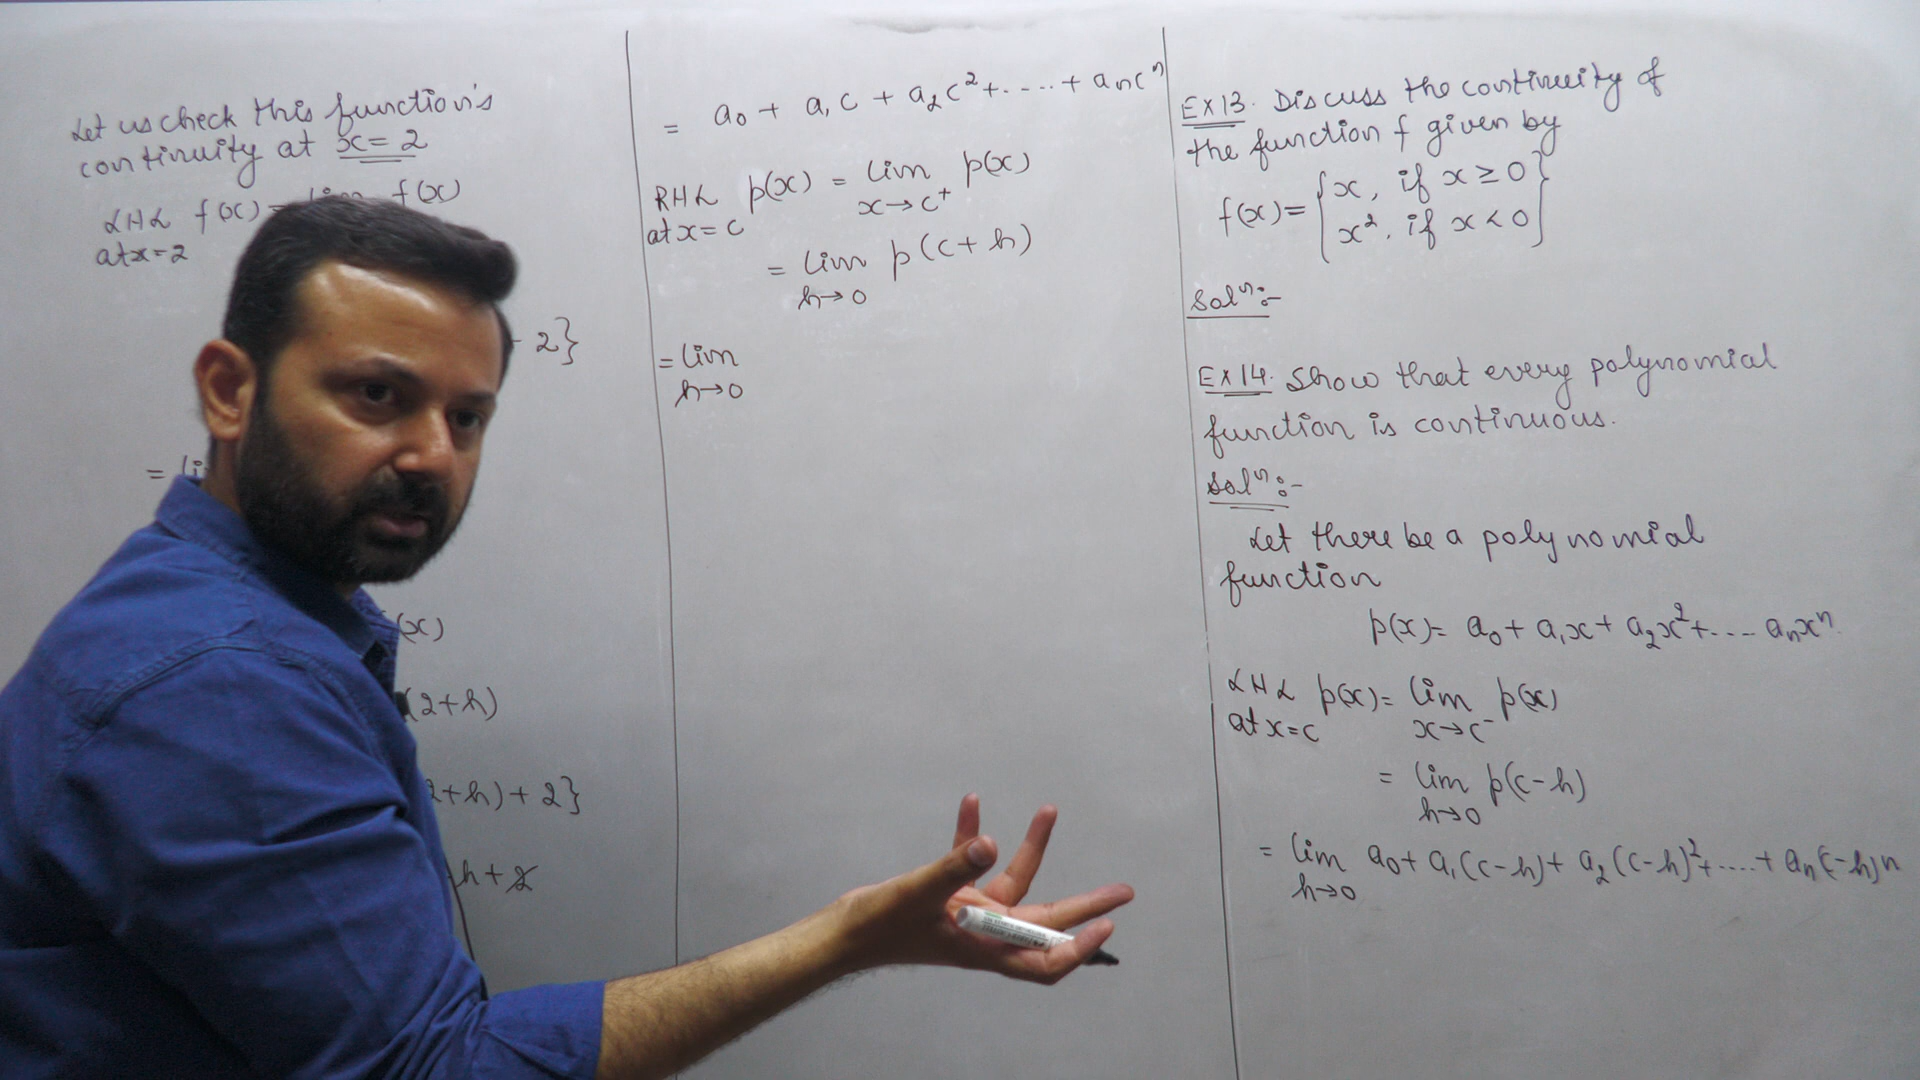 Let us check this function's
continuity at x = 2
LHL f(x) = lim f(x)
at x = 2
2}
= li
(x)
(2+h)
2+h) + 2}
h + 2
= a₀ + a₁c + a₂c² + ..... + aₙcⁿ
RHL p(x) = lim p(x)
at x = c x→c⁺
= lim p(c+h)
h→0
= lim
h→0
EX 13. Discuss the continuity of
the function f given by
f(x) = { x, if x ≥ 0
x², if x < 0 }
Solⁿ:-
EX 14. Show that every polynomial
function is continuous.
Solⁿ:-
Let there be a polynomial
function
p(x) = a₀ + a₁x + a₂x² + .... aₙxⁿ
LHL p(x) = lim p(x)
at x = c x→c⁻
= lim p(c-h)
h→0
= lim a₀ + a₁(c-h) + a₂(c-h)² + ..... + aₙ(c-h)ⁿ
h→0